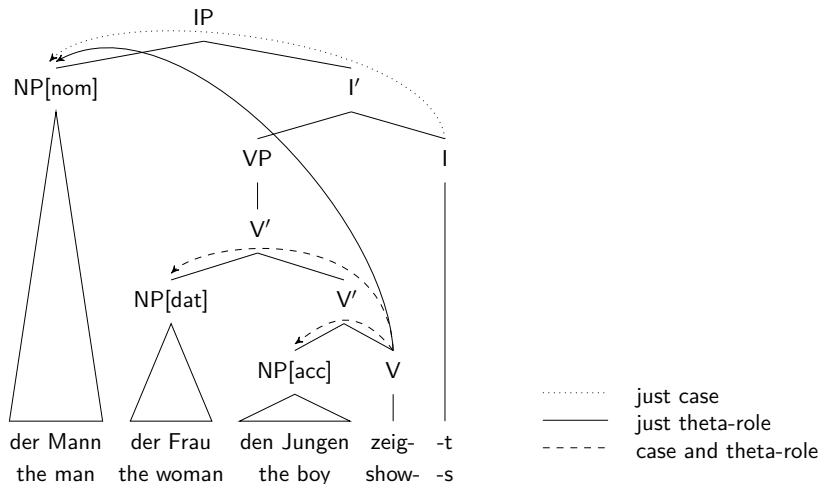 IP
NP[nom] I′
VP I
V′
NP[dat] V′
NP[acc] V
der Mann der Frau den Jungen zeig- -t
the man the woman the boy show- -s
just case
just theta-role
case and theta-role